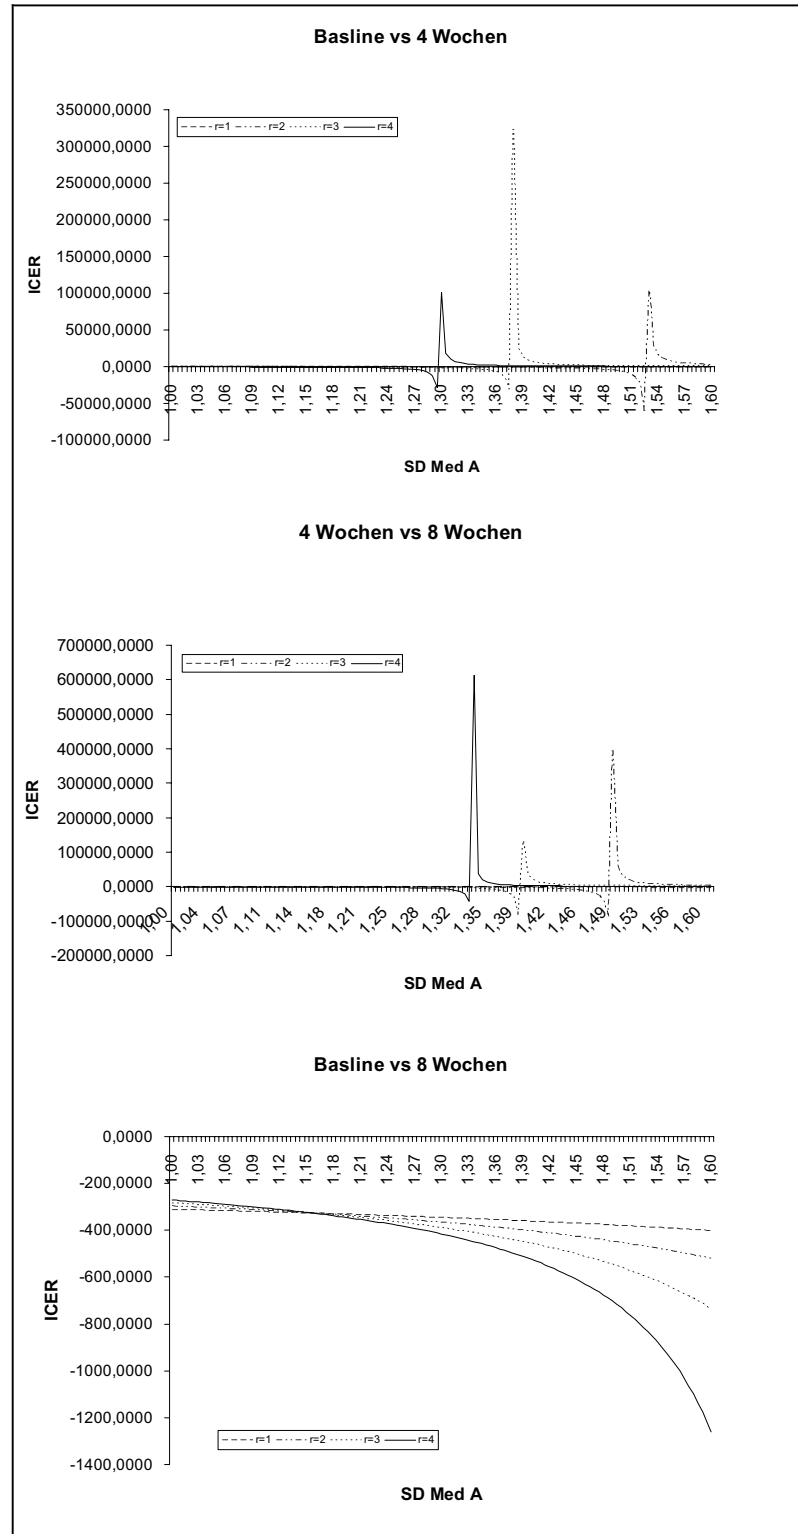 Basline vs 4 Wochen
350000,0000
300000,0000
250000,0000
200000,0000
150000,0000
100000,0000
50000,0000
0,0000
-50000,0000
-100000,0000
ICER
r=1 r=2 r=3 r=4
1,00 1,03 1,06 1,09 1,12 1,15 1,18 1,21 1,24 1,27 1,30 1,33 1,36 1,39 1,42 1,45 1,48 1,51 1,54 1,57 1,60
SD Med A
4 Wochen vs 8 Wochen
700000,0000
600000,0000
500000,0000
400000,0000
300000,0000
200000,0000
100000,0000
0,0000
-100000,0000
-200000,0000
ICER
r=1 r=2 r=3 r=4
1,00 1,04 1,07 1,11 1,14 1,18 1,21 1,25 1,28 1,32 1,35 1,39 1,42 1,46 1,49 1,53 1,56 1,60
SD Med A
Basline vs 8 Wochen
0,0000
-200,0000
-400,0000
-600,0000
-800,0000
-1000,0000
-1200,0000
-1400,0000
ICER
1,00 1,03 1,06 1,09 1,12 1,15 1,18 1,21 1,24 1,27 1,30 1,33 1,36 1,39 1,42 1,45 1,48 1,51 1,54 1,57 1,60
r=1 r=2 r=3 r=4
SD Med A